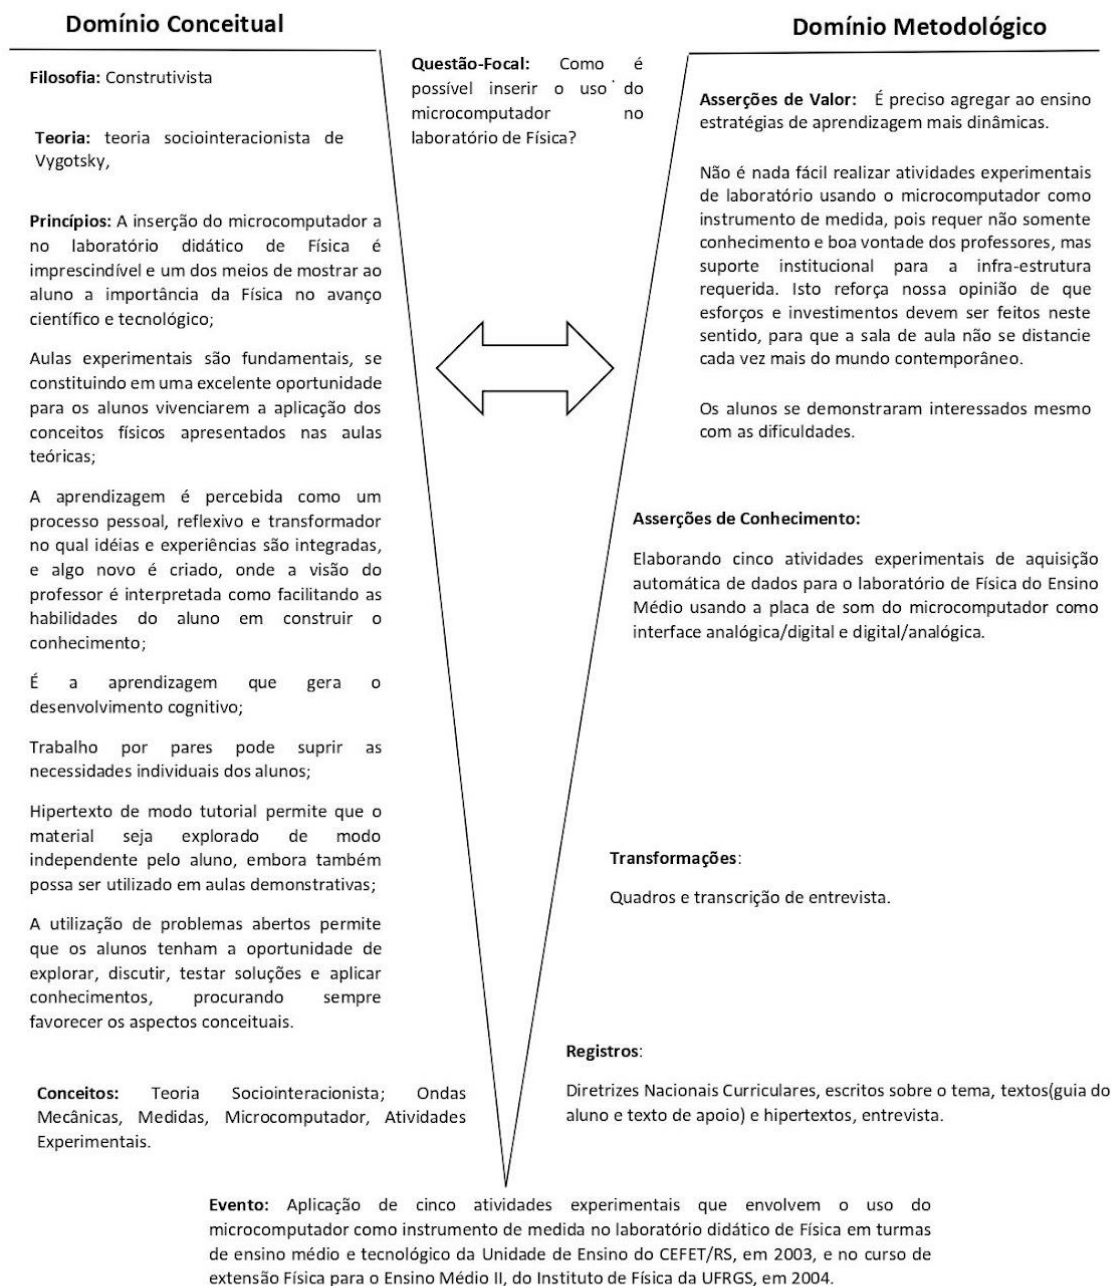 Domínio Conceitual
Domínio Metodológico
Filosofia: Construtivista
Teoria: teoria sociointeracionista de
Vygotsky,
Princípios: A inserção do microcomputador a
no laboratório didático de Física é
imprescindível e um dos meios de mostrar ao
aluno a importância da Física no avanço
científico e tecnológico;
Aulas experimentais são fundamentais, se
constituindo em uma excelente oportunidade
para os alunos vivenciarem a aplicação dos
conceitos físicos apresentados nas aulas
teóricas;
A aprendizagem é percebida como um
processo pessoal, reflexivo e transformador
no qual idéias e experiências são integradas,
e algo novo é criado, onde a visão do
professor é interpretada como facilitando as
habilidades do aluno em construir o
conhecimento;
É a aprendizagem que gera o
desenvolvimento cognitivo;
Trabalho por pares pode suprir as
necessidades individuais dos alunos;
Hipertexto de modo tutorial permite que o
material seja explorado de modo
independente pelo aluno, embora também
possa ser utilizado em aulas demonstrativas;
A utilização de problemas abertos permite
que os alunos tenham a oportunidade de
explorar, discutir, testar soluções e aplicar
conhecimentos, procurando sempre
favorecer os aspectos conceituais.
Conceitos: Teoria Sociointeracionista; Ondas
Mecânicas, Medidas, Microcomputador, Atividades
Experimentais.
Questão-Focal: Como é
possível inserir o uso do
microcomputador no
laboratório de Física?
Asserções de Valor: É preciso agregar ao ensino
estratégias de aprendizagem mais dinâmicas.
Não é nada fácil realizar atividades experimentais
de laboratório usando o microcomputador como
instrumento de medida, pois requer não somente
conhecimento e boa vontade dos professores, mas
suporte institucional para a infra-estrutura
requerida. Isto reforça nossa opinião de que
esforços e investimentos devem ser feitos neste
sentido, para que a sala de aula não se distancie
cada vez mais do mundo contemporâneo.
Os alunos se demonstraram interessados mesmo
com as dificuldades.
Asserções de Conhecimento:
Elaborando cinco atividades experimentais de aquisição
automática de dados para o laboratório de Física do Ensino
Médio usando a placa de som do microcomputador como
interface analógica/digital e digital/analógica.
Transformações:
Quadros e transcrição de entrevista.
Registros:
Diretrizes Nacionais Curriculares, escritos sobre o tema, textos(guia do
aluno e texto de apoio) e hipertextos, entrevista.
Evento: Aplicação de cinco atividades experimentais que envolvem o uso do
microcomputador como instrumento de medida no laboratório didático de Física em turmas
de ensino médio e tecnológico da Unidade de Ensino do CEFET/RS, em 2003, e no curso de
extensão Física para o Ensino Médio II, do Instituto de Física da UFRGS, em 2004.